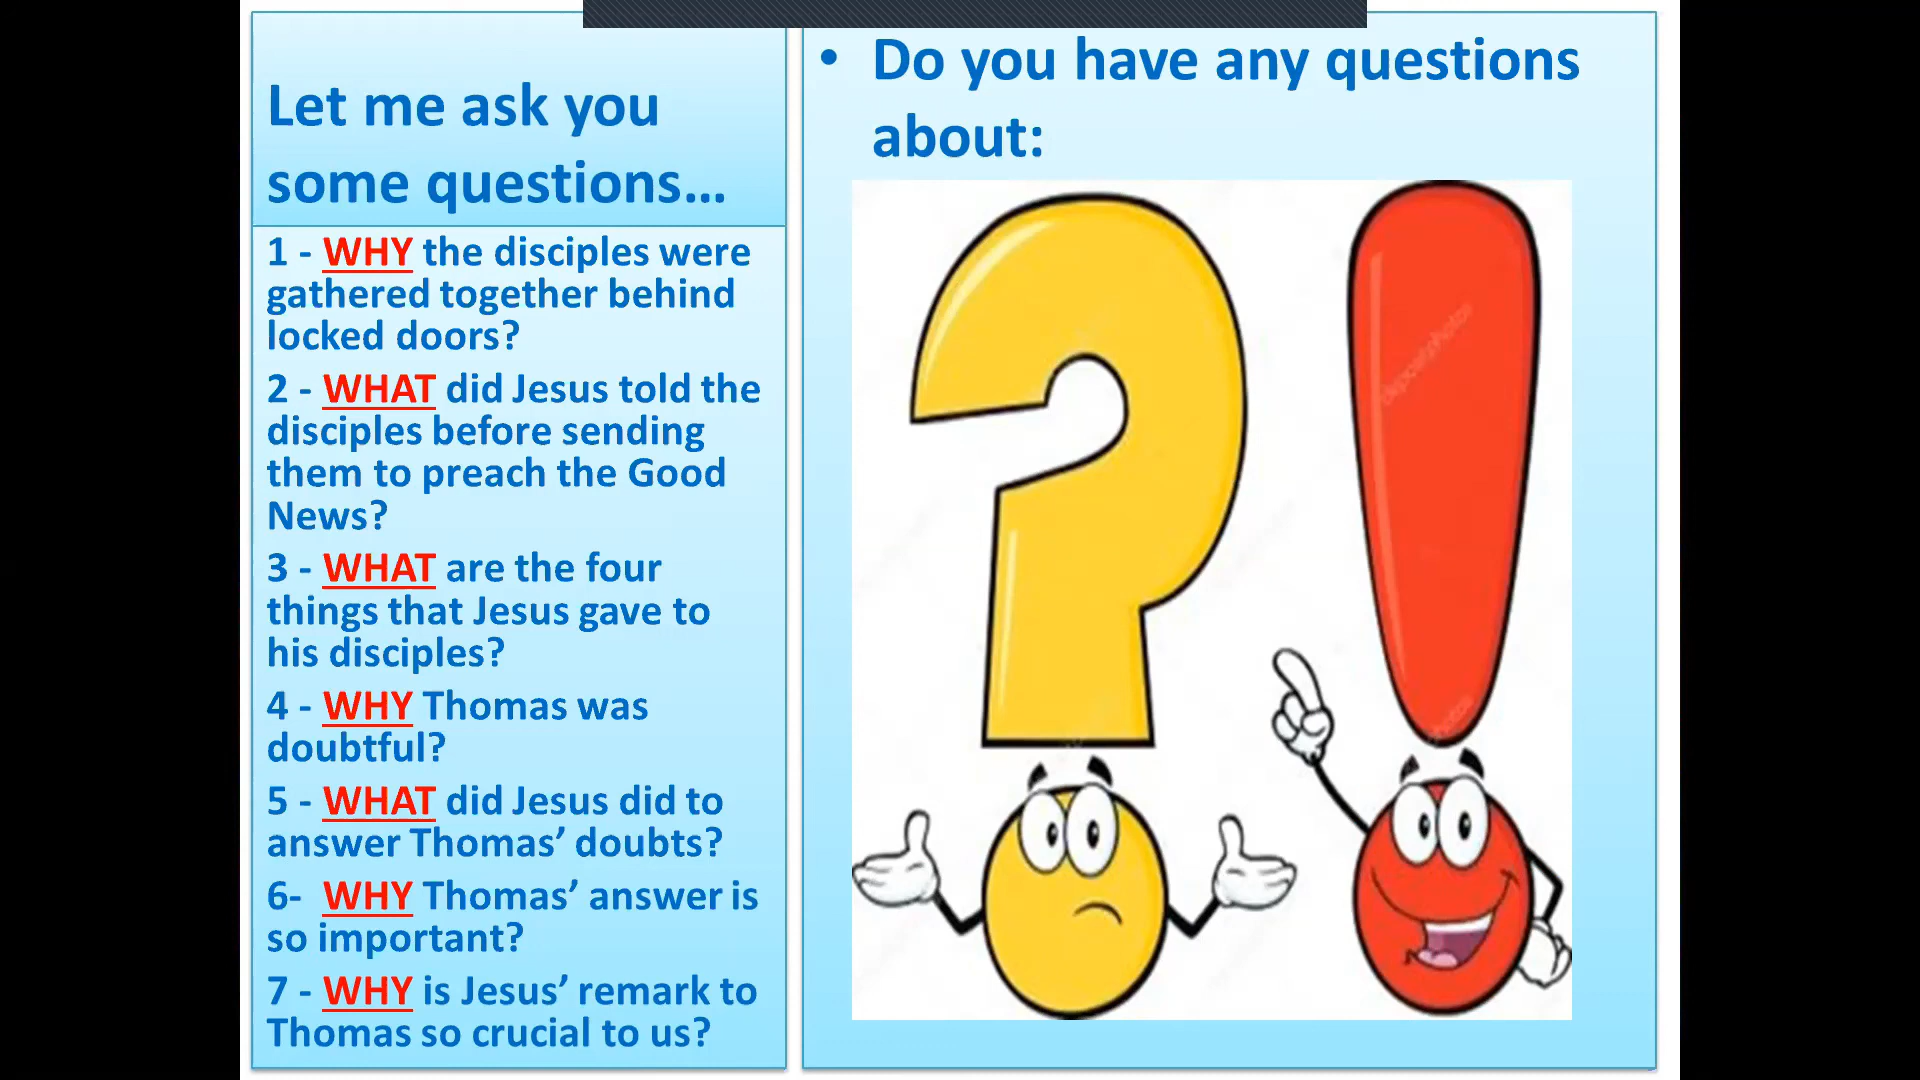 Let me ask you
some questions...
1 - WHY the disciples were
gathered together behind
locked doors?
2 - WHAT did Jesus told the
disciples before sending
them to preach the Good
News?
3 - WHAT are the four
things that Jesus gave to
his disciples?
4 - WHY Thomas was
doubtful?
5 - WHAT did Jesus did to
answer Thomas’ doubts?
6-  WHY Thomas’ answer is
so important?
7 - WHY is Jesus’ remark to
Thomas so crucial to us?
• Do you have any questions
about:
depositphotos